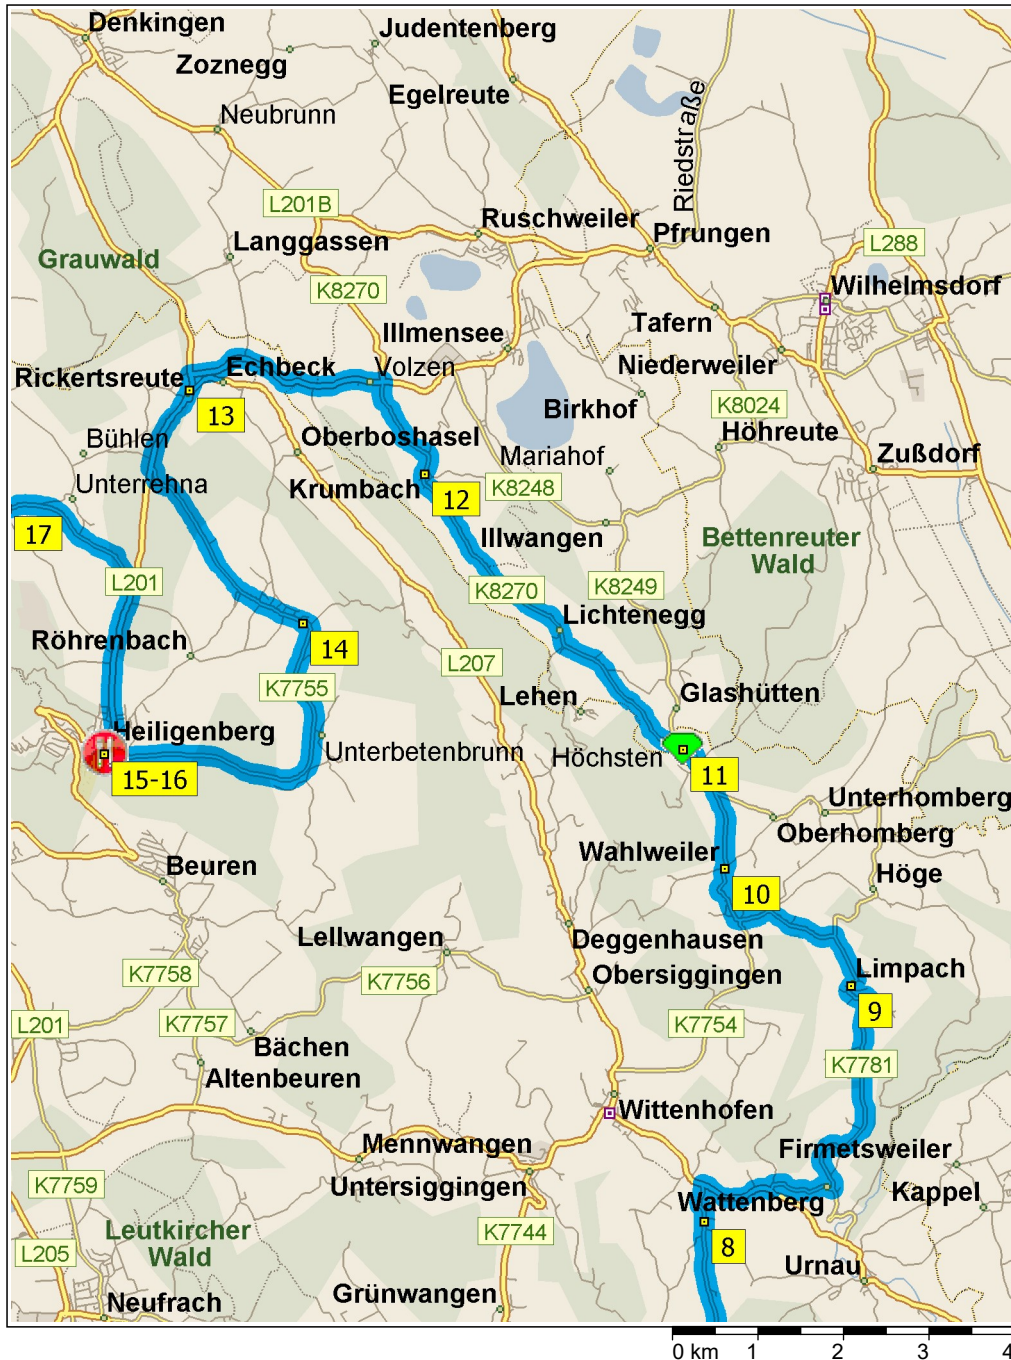 Denkingen
Judentenberg
Zoznegg
Egelreute
Neubrunn
Riedstraße
L201B
Ruschweiler
Langgassen
Pfrungen
L288
Grauwald
K8270
Wilhelmsdorf
Tafern
Illmensee
Niederweiler
Rickertsreute
Echbeck
Volzen
13
Birkhof
K8024
Bühlen
Oberboshasel
Höhreute
Mariahof
Zußdorf
Unterrehna
Krumbach
12
K8248
17
Illwangen
Bettenreuter
Wald
L201
K8270
K8249
Lichtenegg
Röhrenbach
14
L207
K7755
Lehen
Glashütten
Heiligenberg
Unterbetenbrunn
Höchsten
15-16
11
Unterhomberg
Oberhomberg
Wahlweiler
Beuren
Höge
10
Lellwangen
Deggenhausen
K7758
K7756
Obersiggingen
Limpach
L201
K7757
K7754
9
Bächen
Altenbeuren
K7781
Wittenhofen
Mennwangen
Firmetsweiler
K7759
Untersiggingen
Wattenberg
Kappel
Leutkircher
Wald
K7744
8
L205
Urnau
Neufrach
Grünwangen
0 km 1 2 3 4